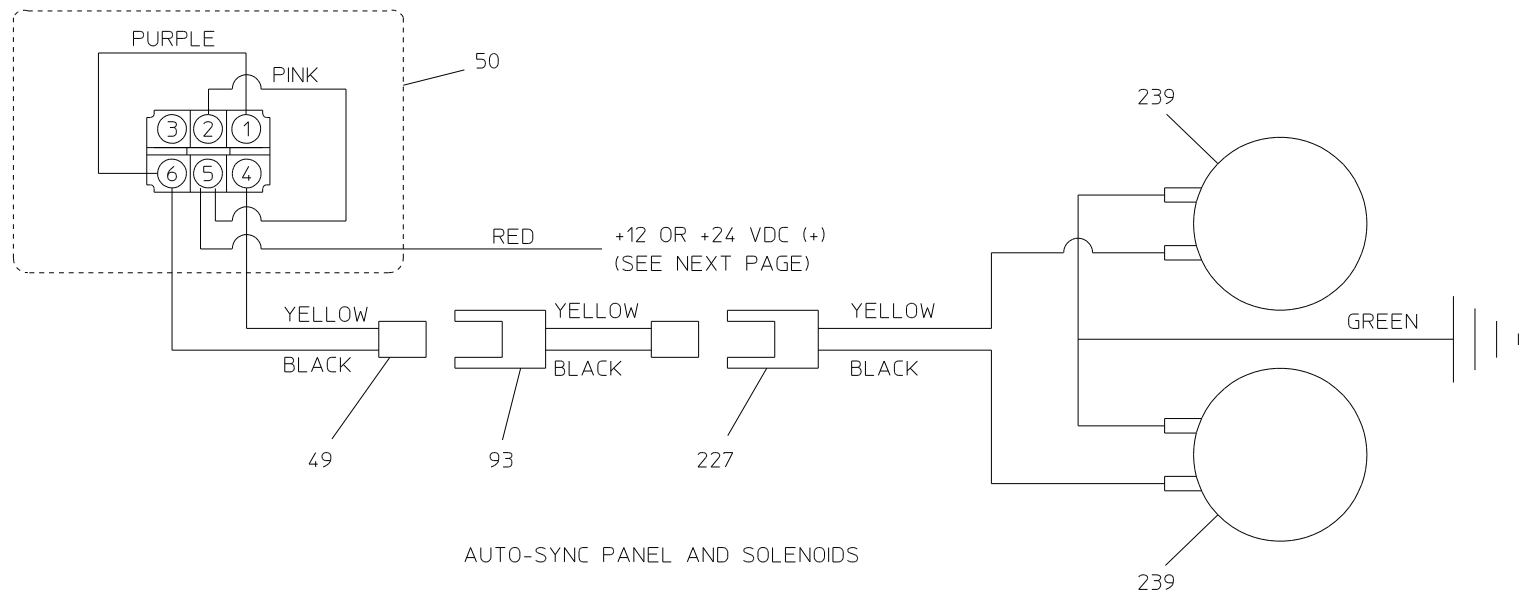 PURPLE
PINK
50
239
3 2 1
6 5 4
RED
+12 OR +24 VDC (+)
(SEE NEXT PAGE)
YELLOW
YELLOW
YELLOW
GREEN
BLACK
BLACK
BLACK
49
93
227
AUTO-SYNC PANEL AND SOLENOIDS
239